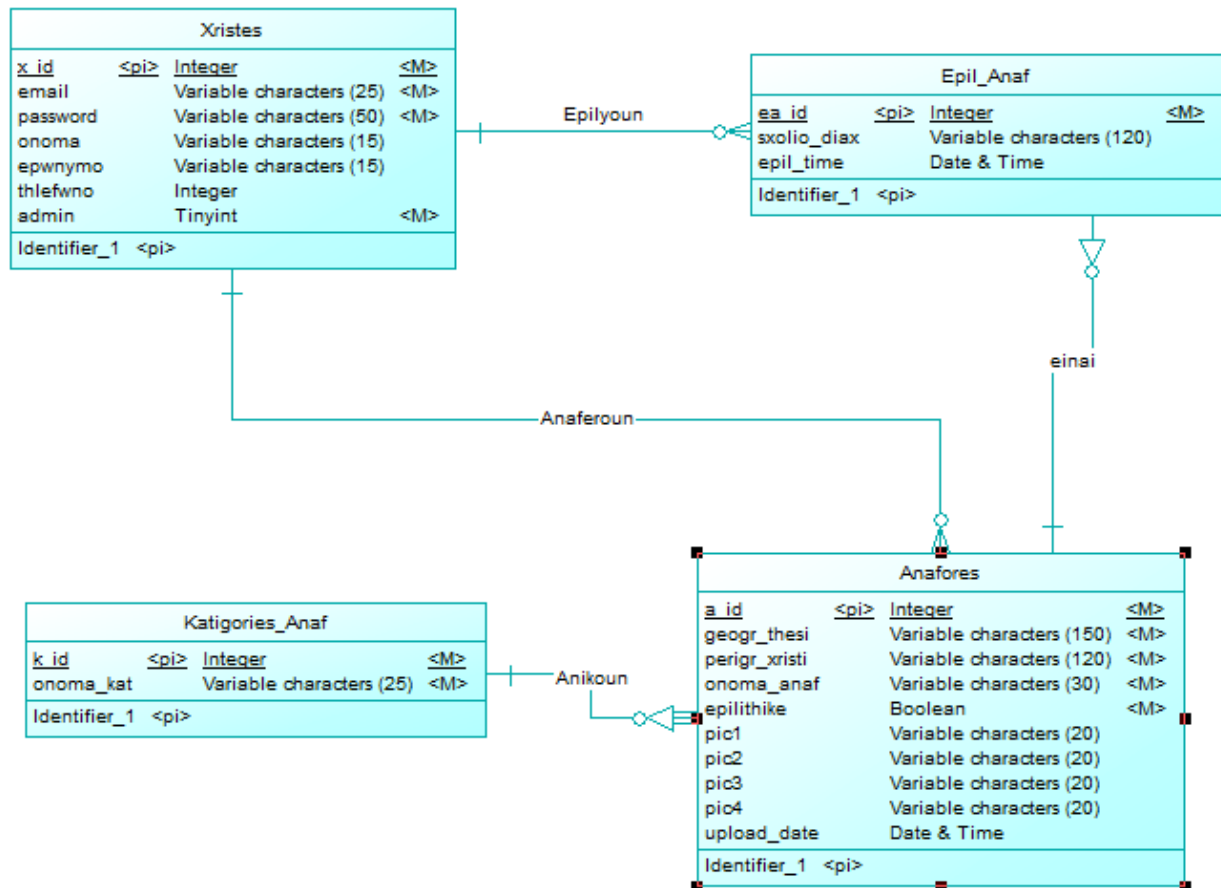 Xristes
x_id <pi> Integer <M>
email Variable characters (25) <M>
password Variable characters (50) <M>
onoma Variable characters (15)
epwnymo Variable characters (15)
thlefwno Integer
admin Tinyint <M>
Identifier_1 <pi>
Epilyoun
Epil_Anaf
ea_id <pi> Integer <M>
sxolio_diax Variable characters (120)
epil_time Date & Time
Identifier_1 <pi>
einai
Anaferoun
Katigories_Anaf
k_id <pi> Integer <M>
onoma_kat Variable characters (25) <M>
Identifier_1 <pi>
Anikoun
Anafores
a_id <pi> Integer <M>
geogr_thesi Variable characters (150) <M>
perigr_xristi Variable characters (120) <M>
onoma_anaf Variable characters (30) <M>
epilithike Boolean <M>
pic1 Variable characters (20)
pic2 Variable characters (20)
pic3 Variable characters (20)
pic4 Variable characters (20)
upload_date Date & Time
Identifier_1 <pi>